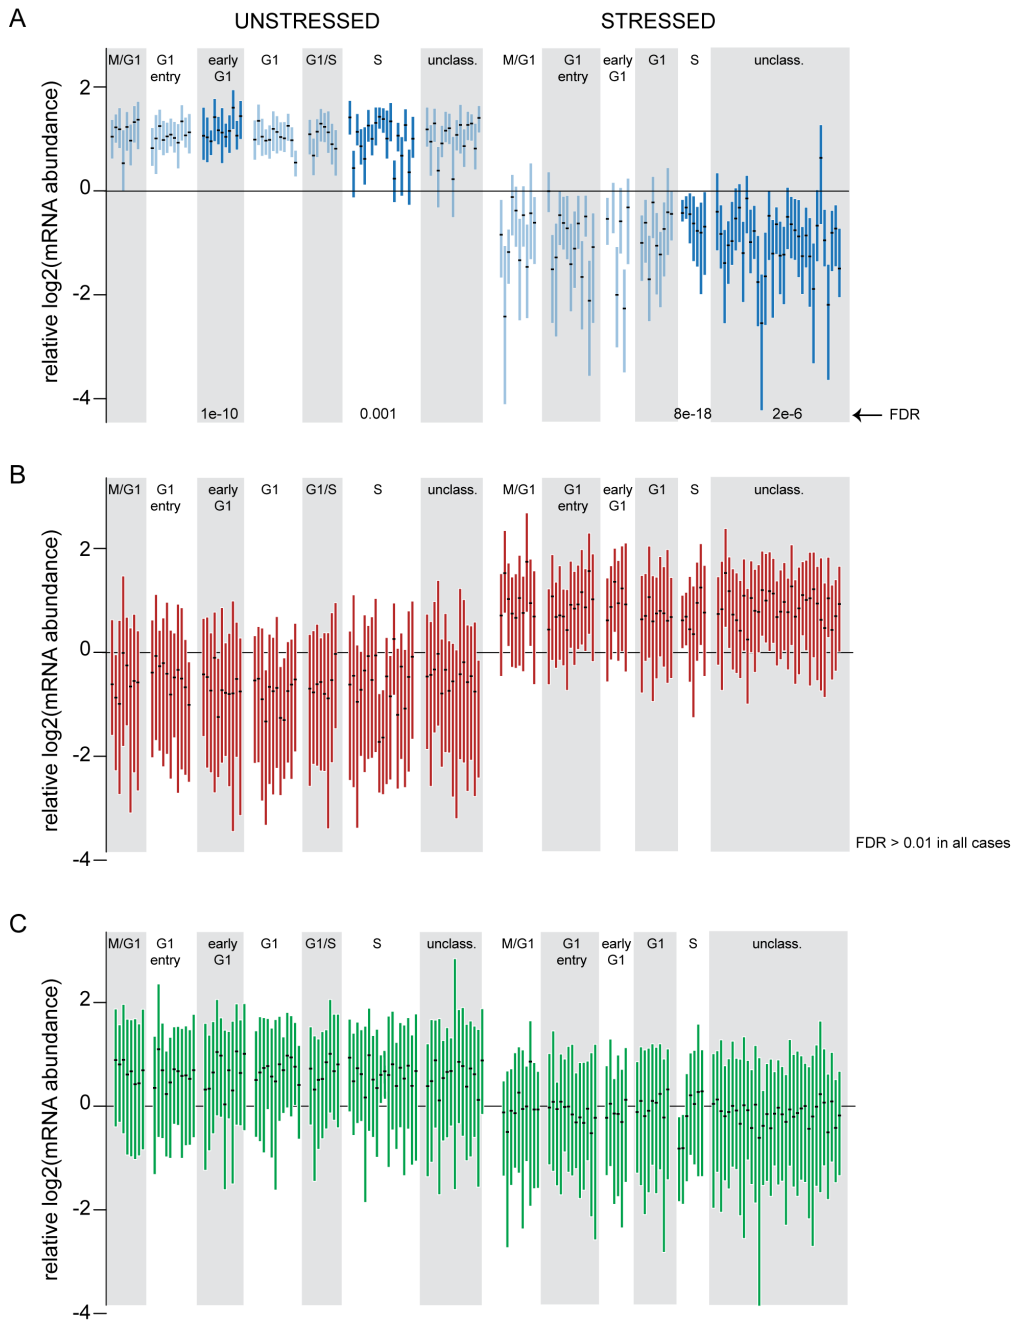 A
UNSTRESSED STRESSED
M/G1 G1 entry early G1 G1 G1/S S unclass. M/G1 G1 entry early G1 G1 S unclass.
relative log2(mRNA abundance)
2
0
-2
-4
1e-10 0.001 8e-18 2e-6 FDR
B
M/G1 G1 entry early G1 G1 G1/S S unclass. M/G1 G1 entry early G1 G1 S unclass.
relative log2(mRNA abundance)
2
0
-2
-4
FDR > 0.01 in all cases
C
M/G1 G1 entry early G1 G1 G1/S S unclass. M/G1 G1 entry early G1 G1 S unclass.
relative log2(mRNA abundance)
2
0
-2
-4